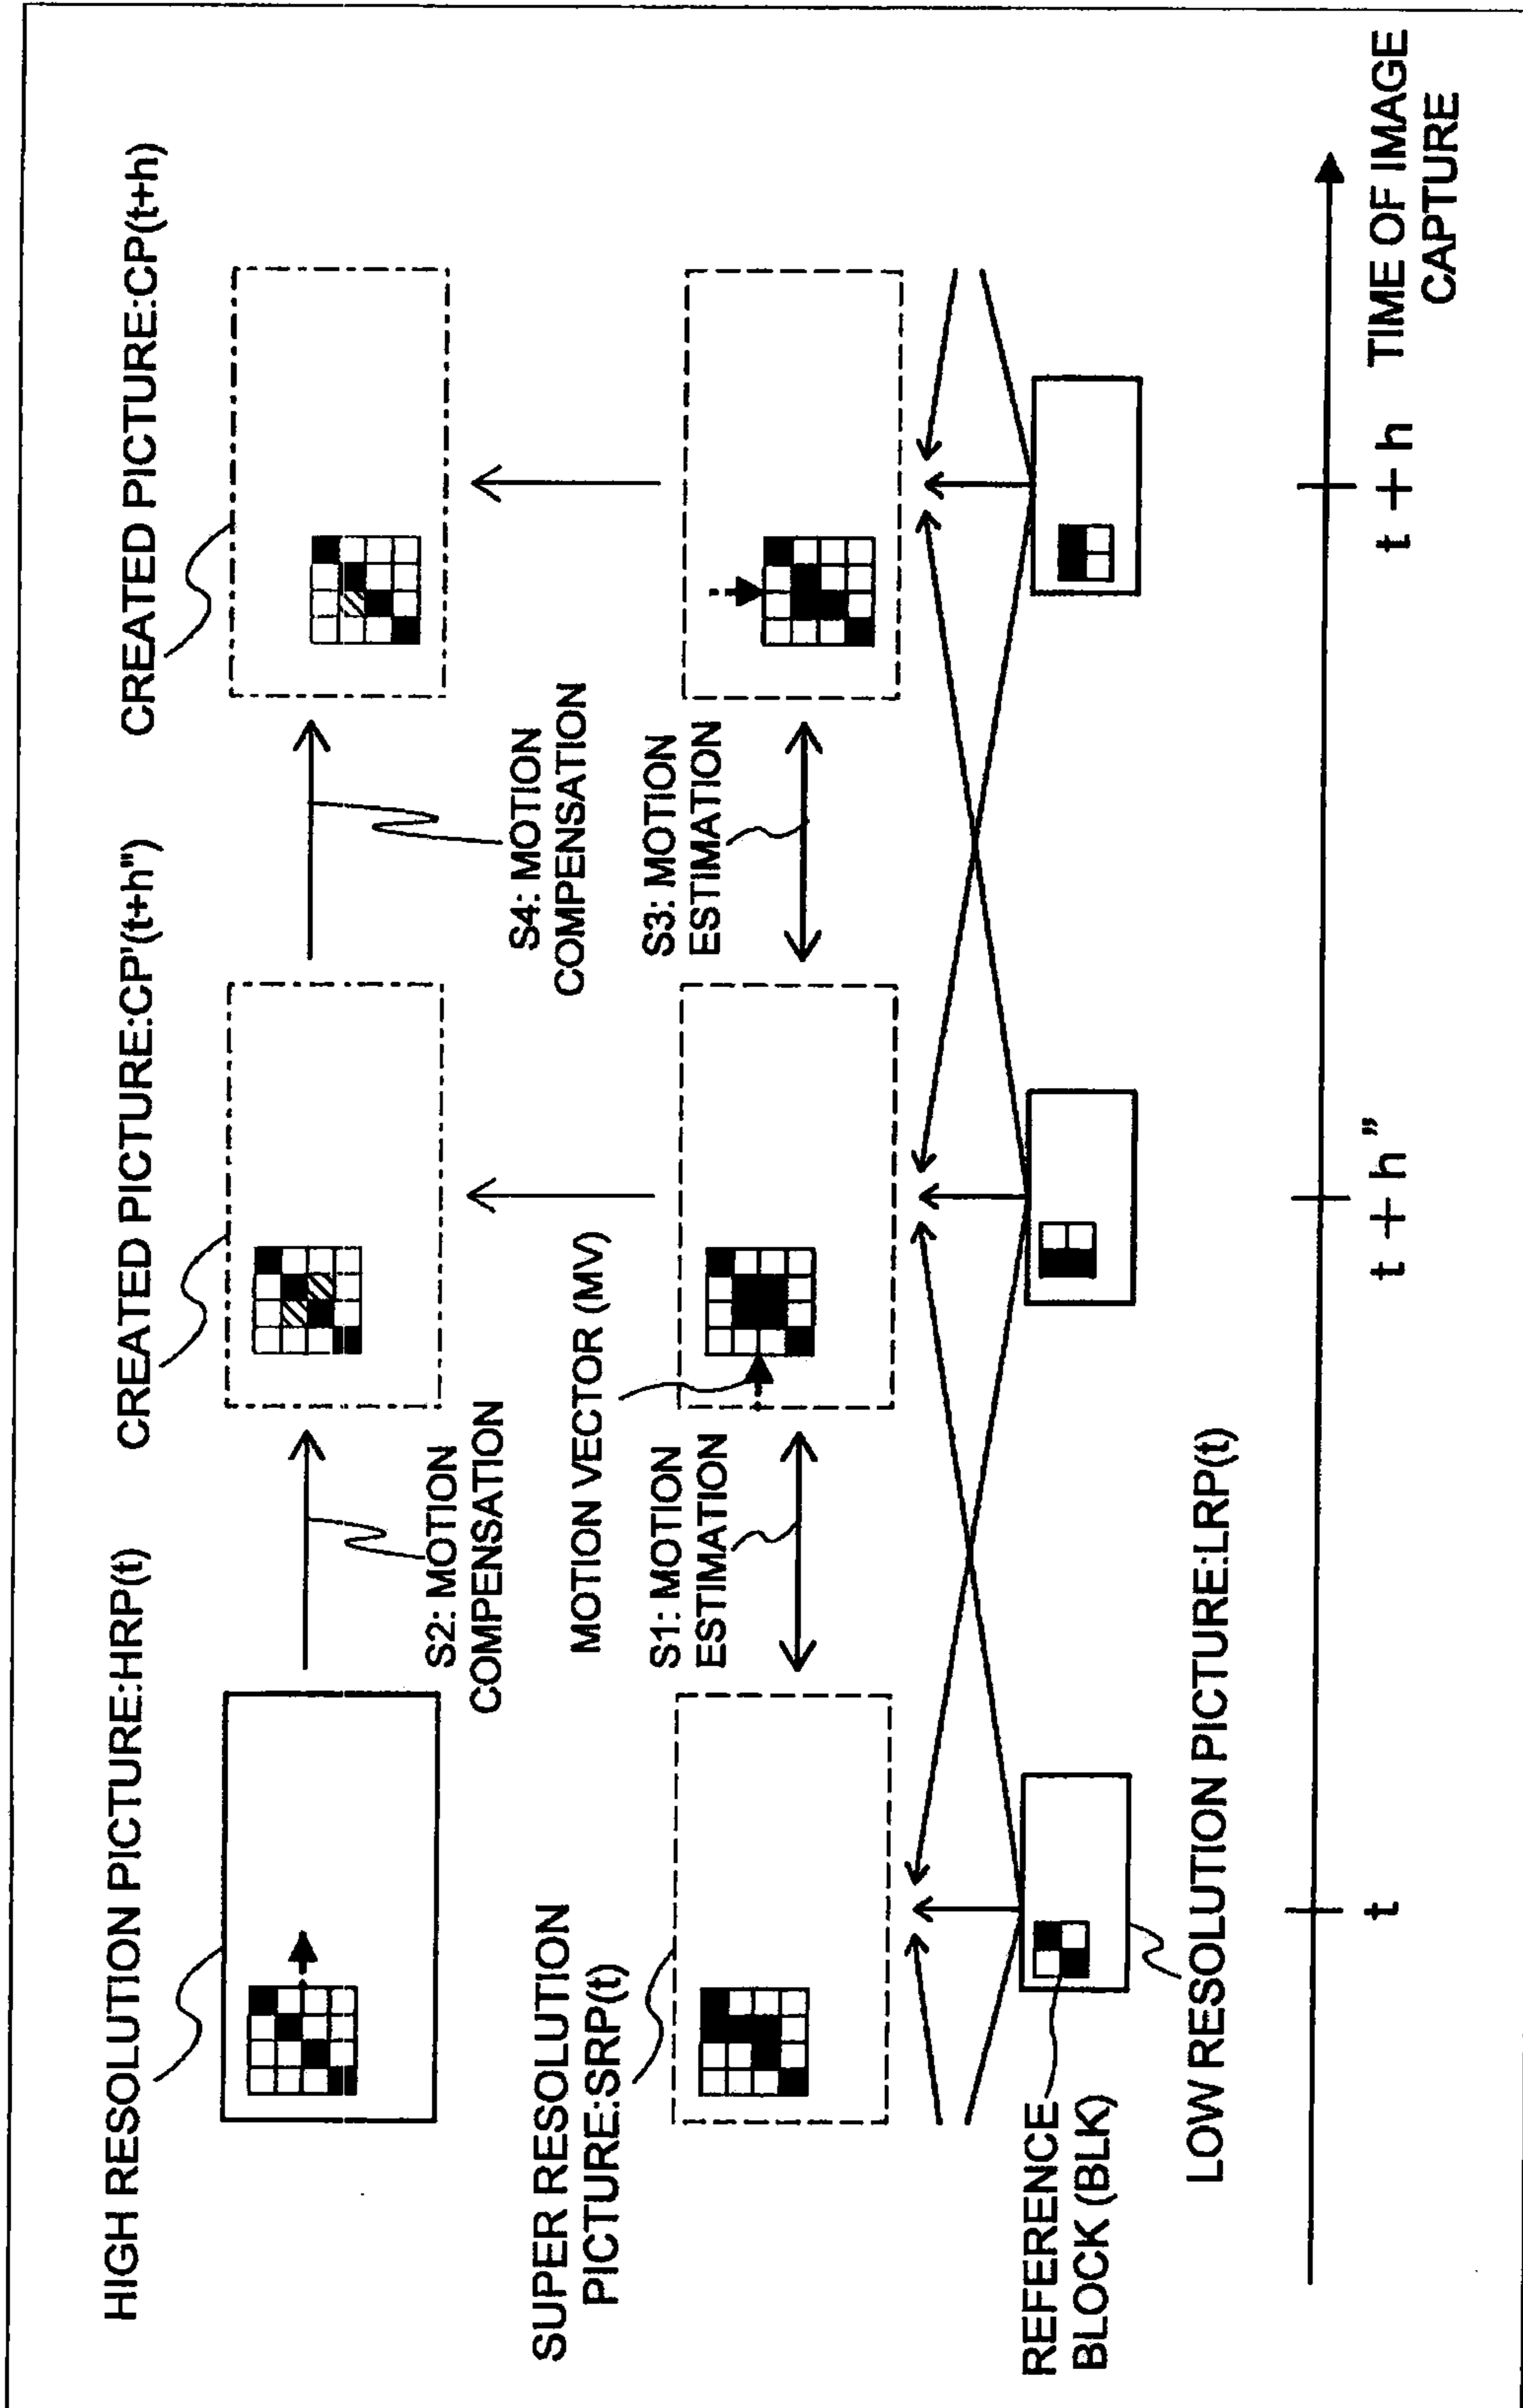 HIGH RESOLUTION PICTURE:HRP(t)
CREATED PICTURE:CP'(t+h")
CREATED PICTURE:CP(t+h)
S2: MOTION
COMPENSATION
S4: MOTION
COMPENSATION
SUPER RESOLUTION
PICTURE:SRP(t)
MOTION VECTOR (MV)
S1: MOTION
ESTIMATION
S3: MOTION
ESTIMATION
REFERENCE
BLOCK (BLK)
LOW RESOLUTION PICTURE:LRP(t)
t
t + h"
t + h
TIME OF IMAGE
CAPTURE